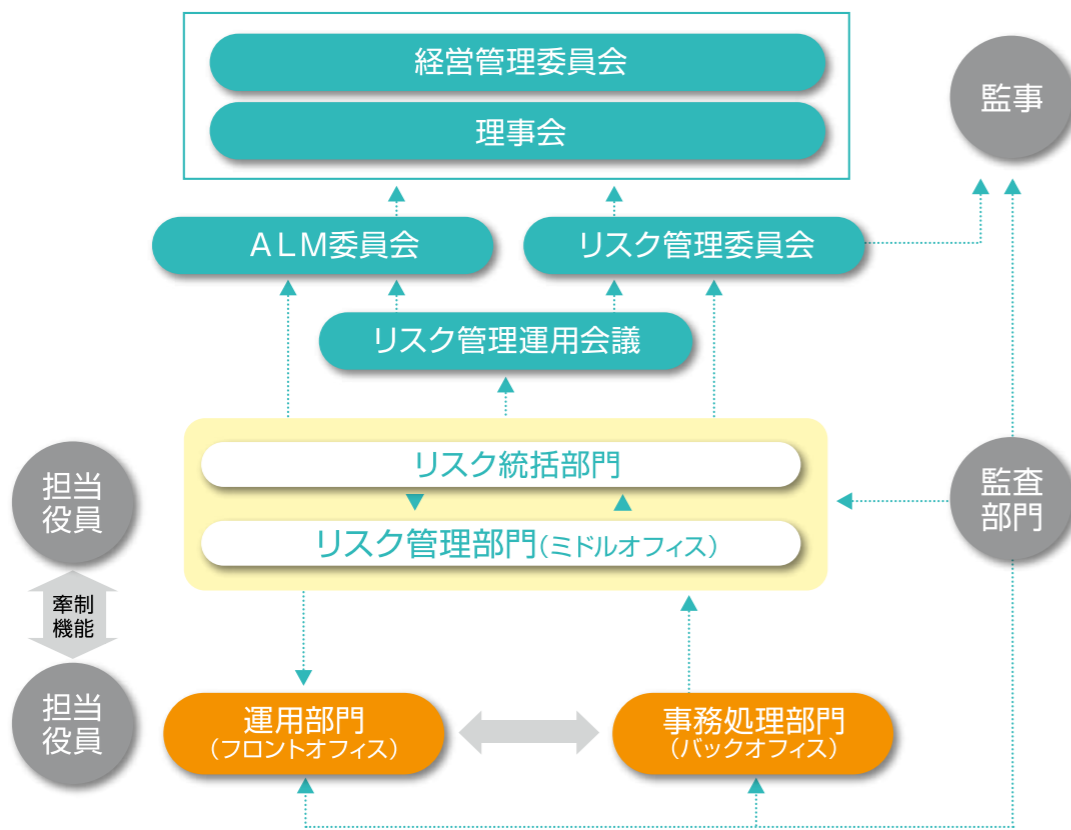 経営管理委員会
理事会
監事
ALM委員会
リスク管理委員会
リスク管理運用会議
リスク統括部門
リスク管理部門(ミドルオフィス)
担当
役員
監査
部門
牽制
機能
担当
役員
運用部門
(フロントオフィス)
事務処理部門
(バックオフィス)